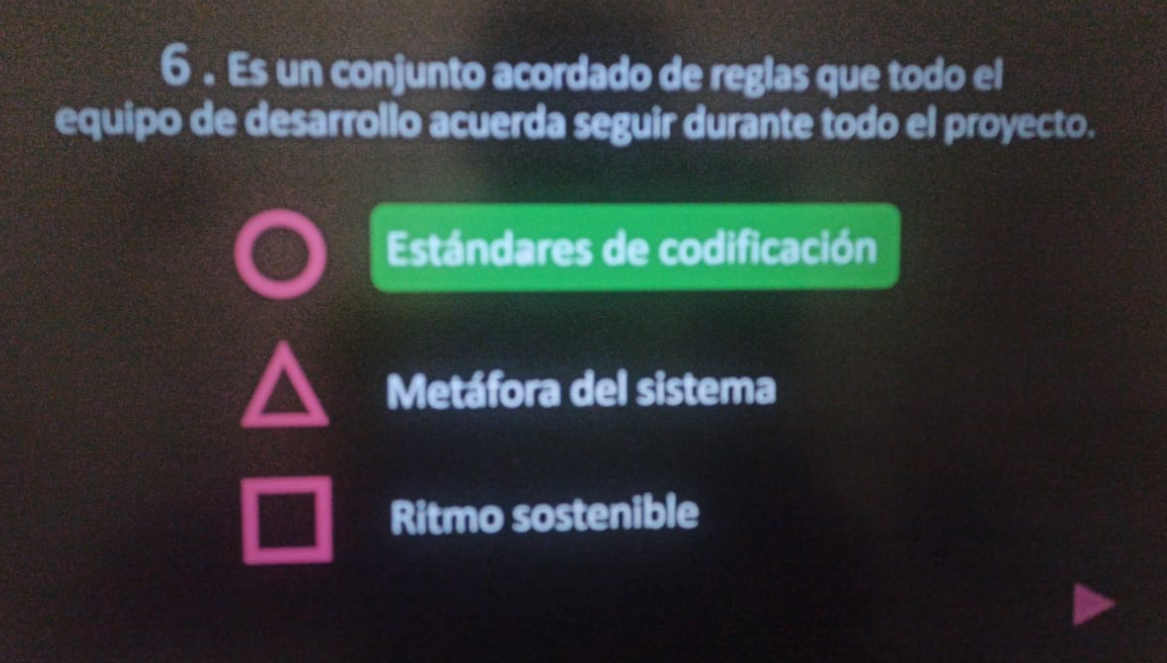 6 . Es un conjunto acordado de reglas que todo el
equipo de desarrollo acuerda seguir durante todo el proyecto.
Estándares de codificación
Metáfora del sistema
Ritmo sostenible